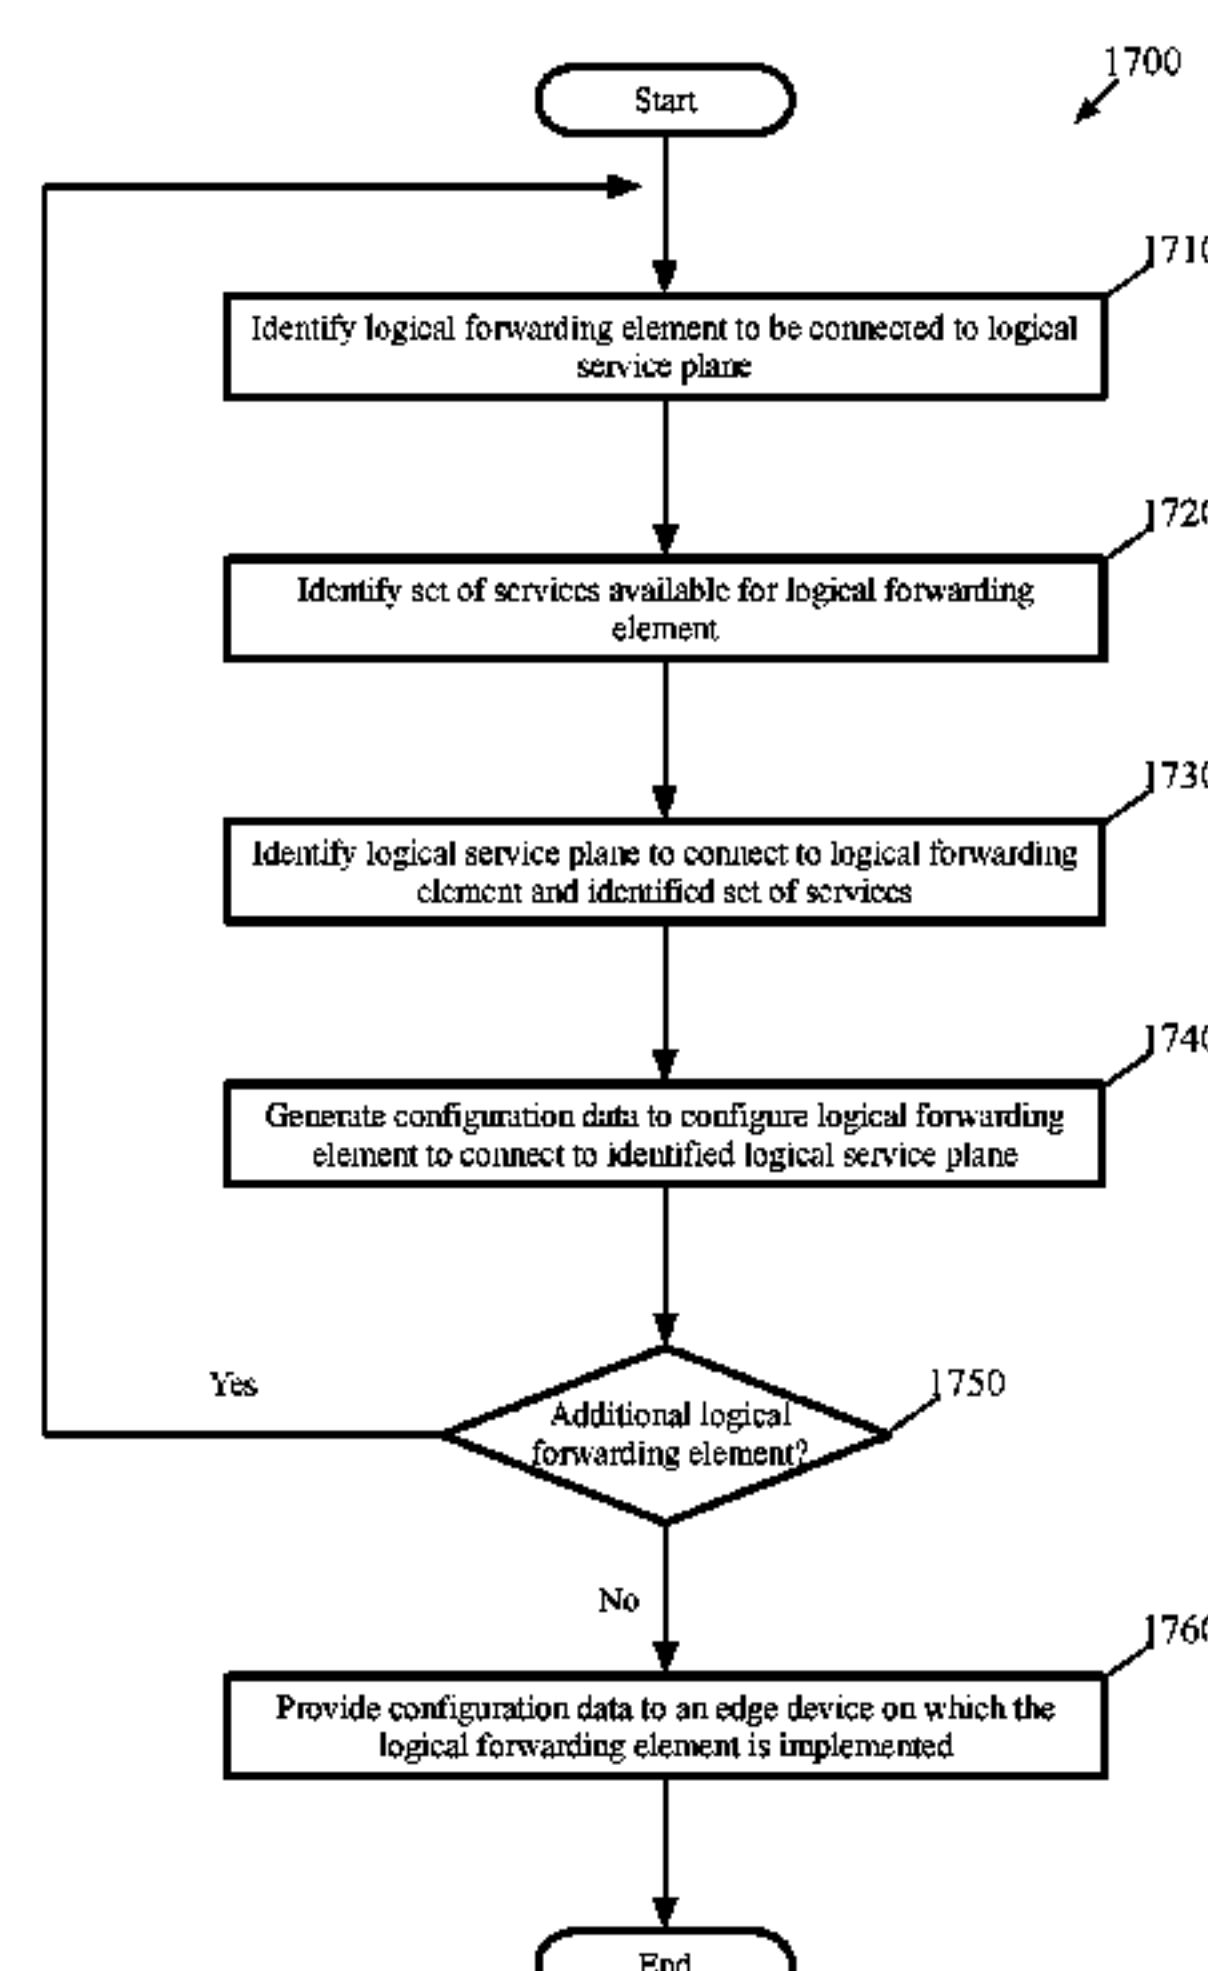 1700
Start
1710
Identify logical forwarding element to be connected to logical
service plane
1720
Identify set of services available for logical forwarding
element
1730
Identify logical service plane to connect to logical forwarding
element and identified set of services
1740
Generate configuration data to configure logical forwarding
element to connect to identified logical service plane
Yes
1750
Additional logical
forwarding element?
No
1760
Provide configuration data to an edge device on which the
logical forwarding element is implemented
End